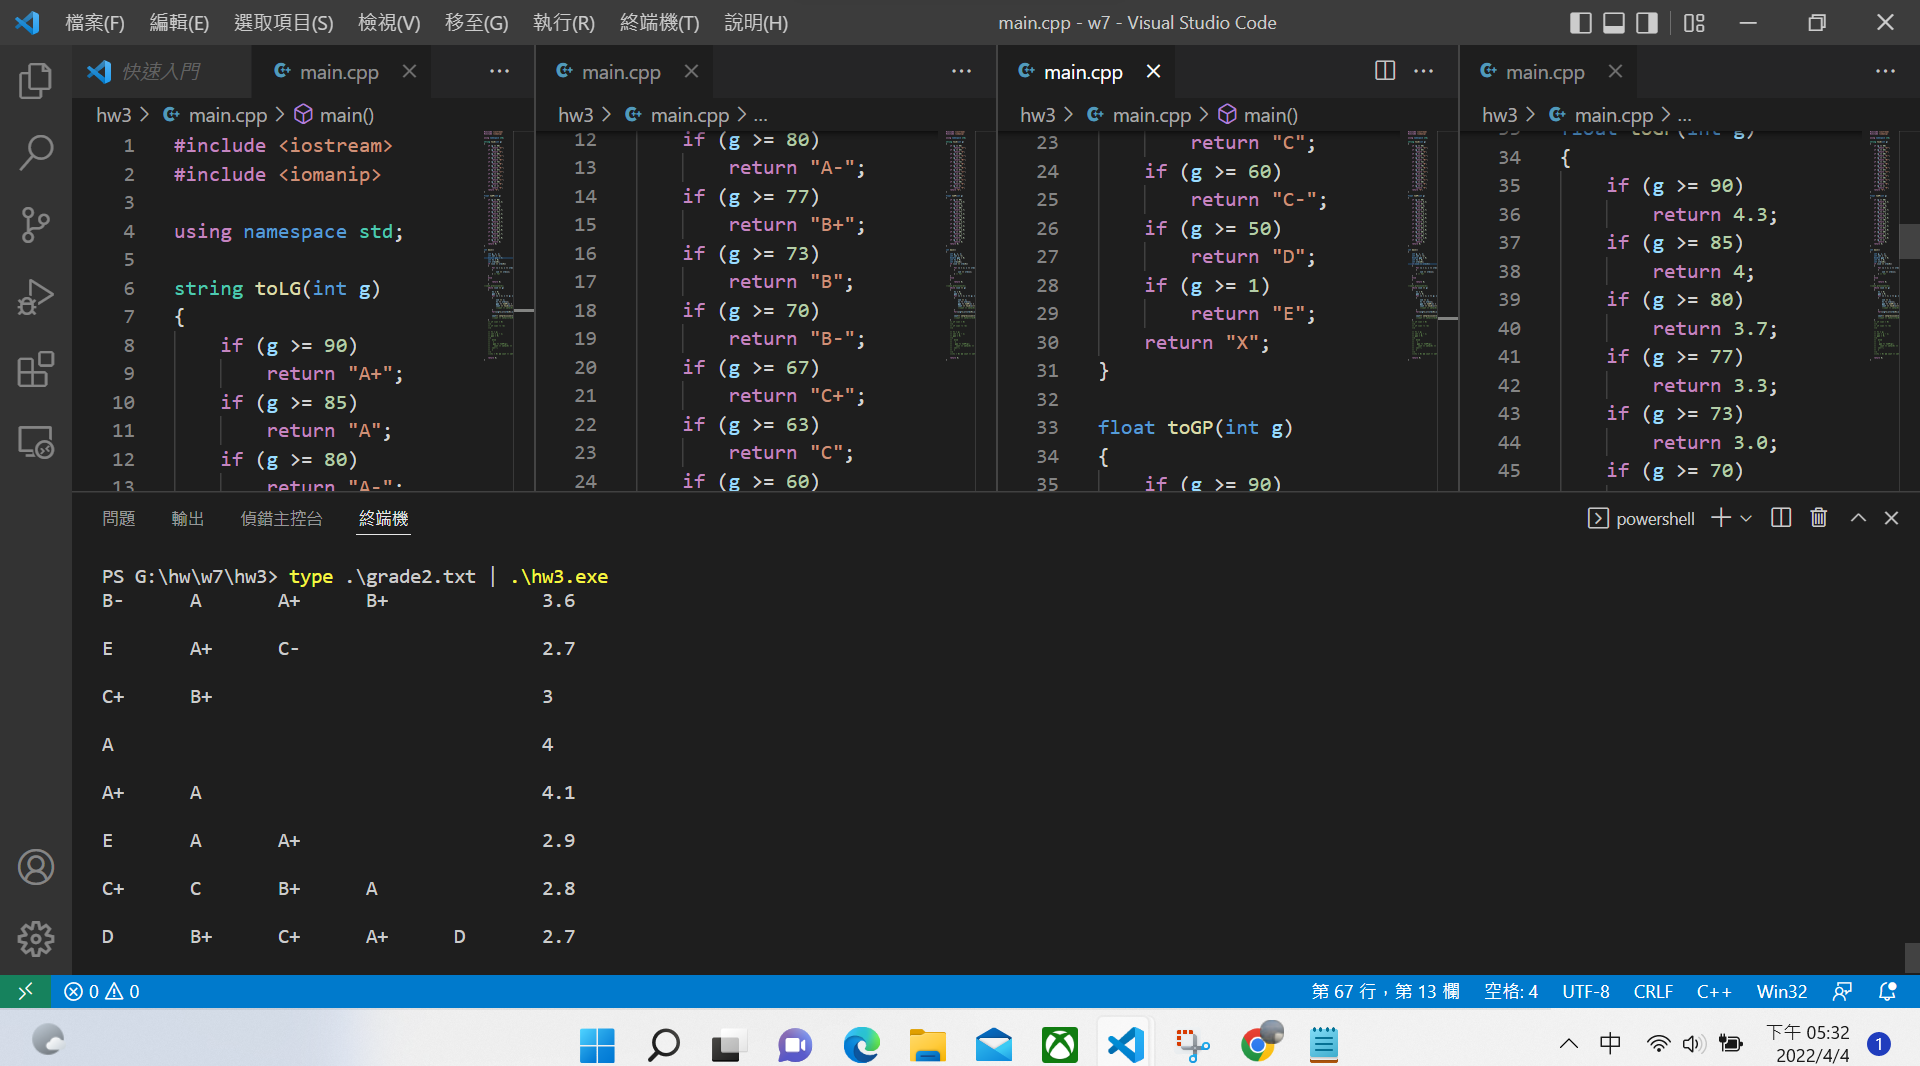 檔案(F) 編輯(E) 選取項目(S) 檢視(V) 移至(G) 執行(R) 終端機(T) 說明(H) main.cpp - w7 - Visual Studio Code
快速入門 main.cpp
hw3 > main.cpp > main()
1 #include <iostream>
2 #include <iomanip>
3
4 using namespace std;
5
6 string toLG(int g)
7 {
8 if (g >= 90)
9 return "A+";
10 if (g >= 85)
11 return "A";
12 if (g >= 80)
13 return "A-";
main.cpp
hw3 > main.cpp > ...
12 if (g >= 80)
13 return "A-";
14 if (g >= 77)
15 return "B+";
16 if (g >= 73)
17 return "B";
18 if (g >= 70)
19 return "B-";
20 if (g >= 67)
21 return "C+";
22 if (g >= 63)
23 return "C";
24 if (g >= 60)
main.cpp
hw3 > main.cpp > main()
23 return "C";
24 if (g >= 60)
25 return "C-";
26 if (g >= 50)
27 return "D";
28 if (g >= 1)
29 return "E";
30 return "X";
31 }
32
33 float toGP(int g)
34 {
35 if (g >= 90)
main.cpp
hw3 > main.cpp > ...
33 float toGP(int g)
34 {
35 if (g >= 90)
36 return 4.3;
37 if (g >= 85)
38 return 4;
39 if (g >= 80)
40 return 3.7;
41 if (g >= 77)
42 return 3.3;
43 if (g >= 73)
44 return 3.0;
45 if (g >= 70)
問題 輸出 偵錯主控台 終端機 powershell
PS G:\hw\w7\hw3> type .\grade2.txt | .\hw3.exe
B- A A+ B+ 3.6
E A+ C- 2.7
C+ B+ 3
A 4
A+ A 4.1
E A A+ 2.9
C+ C B+ A 2.8
D B+ C+ A+ D 2.7
0 0 第 67 行，第 13 欄 空格: 4 UTF-8 CRLF C++ Win32
中 下午 05:32
2022/4/4 1